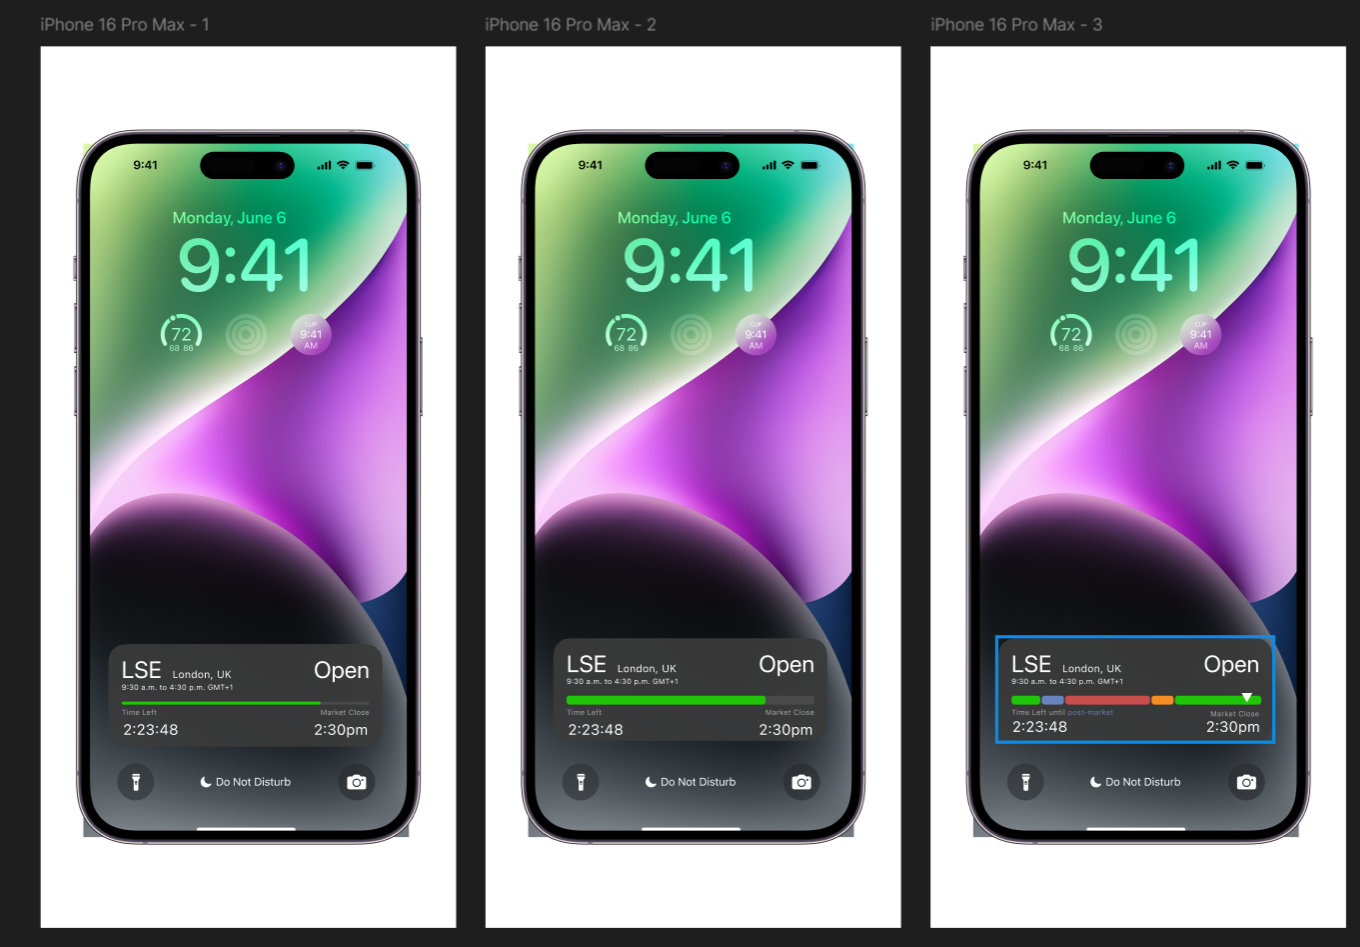 iPhone 16 Pro Max - 1
9:41
Monday, June 6
9:41
72
68 86
CUP
9:41
AM
LSE London, UK Open
9:30 a.m. to 4:30 p.m. GMT+1
Time Left Market Close
2:23:48 2:30pm
Do Not Disturb
iPhone 16 Pro Max - 2
9:41
Monday, June 6
9:41
72
68 86
CUP
9:41
AM
LSE London, UK Open
9:30 a.m. to 4:30 p.m. GMT+1
Time Left Market Close
2:23:48 2:30pm
Do Not Disturb
iPhone 16 Pro Max - 3
9:41
Monday, June 6
9:41
72
68 86
CUP
9:41
AM
LSE London, UK Open
9:30 a.m. to 4:30 p.m. GMT+1
Time Left until post-market Market Close
2:23:48 2:30pm
Do Not Disturb